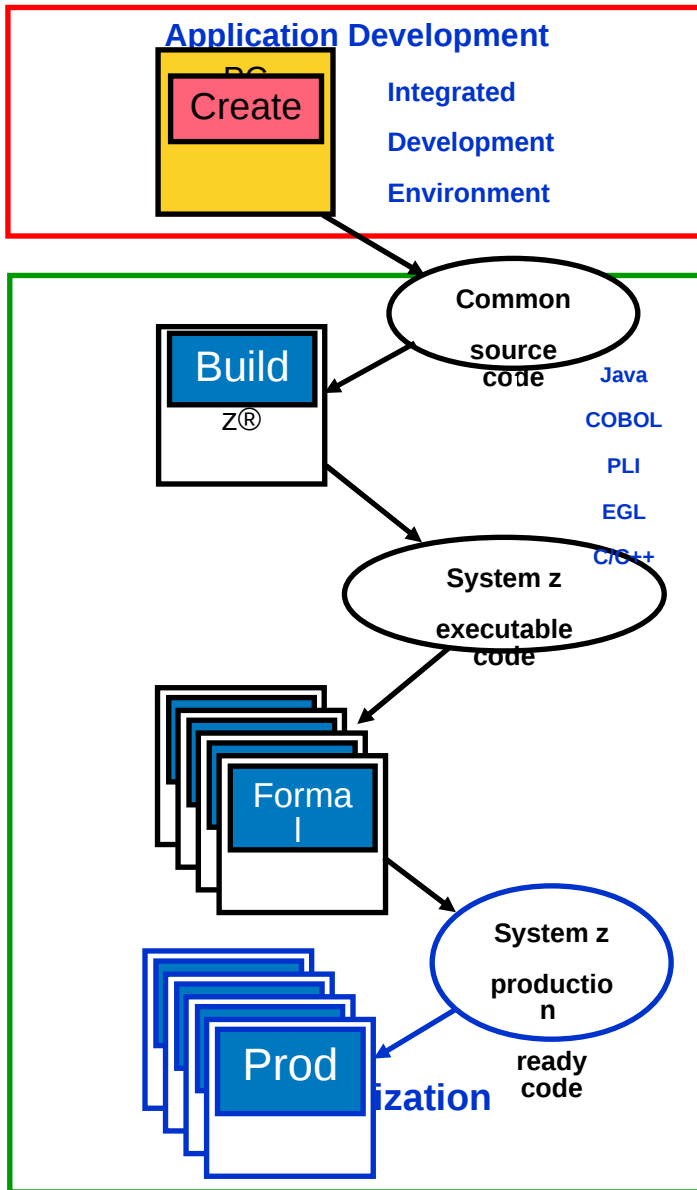 Application Development
PC
Create
Integrated
Development
Environment
Common
source
code
Build
z®
Java
COBOL
PLI
EGL
C/C++
System z
executable
code
Forma
l
System z
productio
n
ready
code
Prod
ization